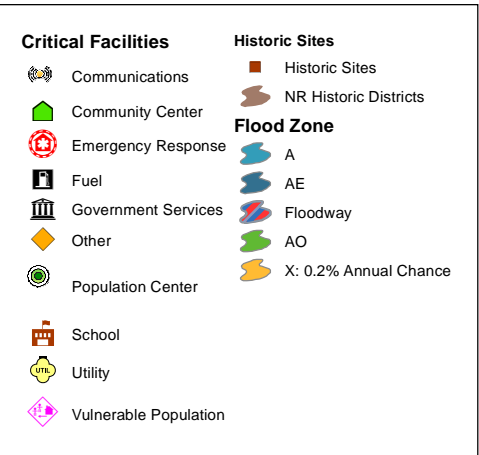 Critical Facilities
Communications
Community Center
Emergency Response
Fuel
Government Services
Other
Population Center
School
UTIL
Utility
Vulnerable Population
Historic Sites
Historic Sites
NR Historic Districts
Flood Zone
A
AE
Floodway
AO
X: 0.2% Annual Chance